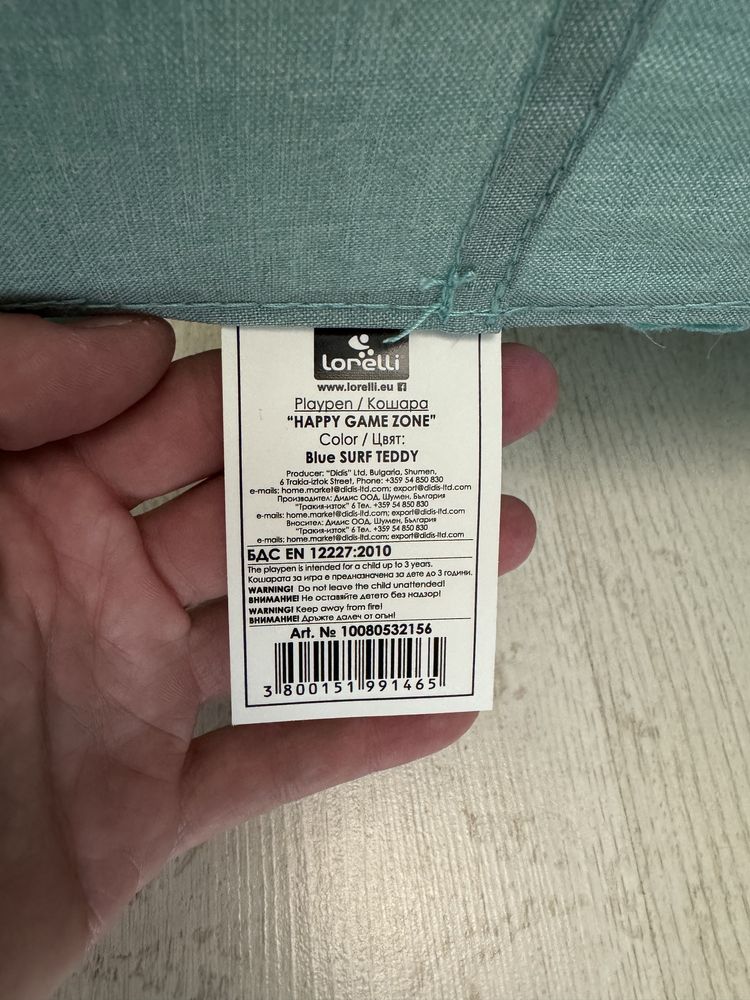 lorelli
www.lorelli.eu
Playpen / Кошара
“HAPPY GAME ZONE”
Color / Цвят:
Blue SURF TEDDY
Producer: “Didis” Ltd, Bulgaria, Shumen,
6 Trakia-iztok Street, Phone: +359 54 850 830
e-mails: home.market@didis-ltd.com; export@didis-ltd.com
Производител: Дидис ООД, Шумен, България
“Тракия-изток” 6 Тел. +359 54 850 830
e-mails: home.market@didis-ltd.com; export@didis-ltd.com
Вносител: Дидис ООД, Шумен, България
“Тракия-изток” 6 Тел. +359 54 850 830
e-mails: home.market@didis-ltd.com; export@didis-ltd.com
БДС EN 12227:2010
The playpen is intended for a child up to 3 years.
Кошарата за игра е предназначена за дете до 3 години.
WARNING! Do not leave the child unattended!
ВНИМАНИЕ! Не оставяйте детето без надзор!
WARNING! Keep away from fire!
ВНИМАНИЕ! Дръжте далеч от огън!
Art. № 10080532156
3 800151 991465